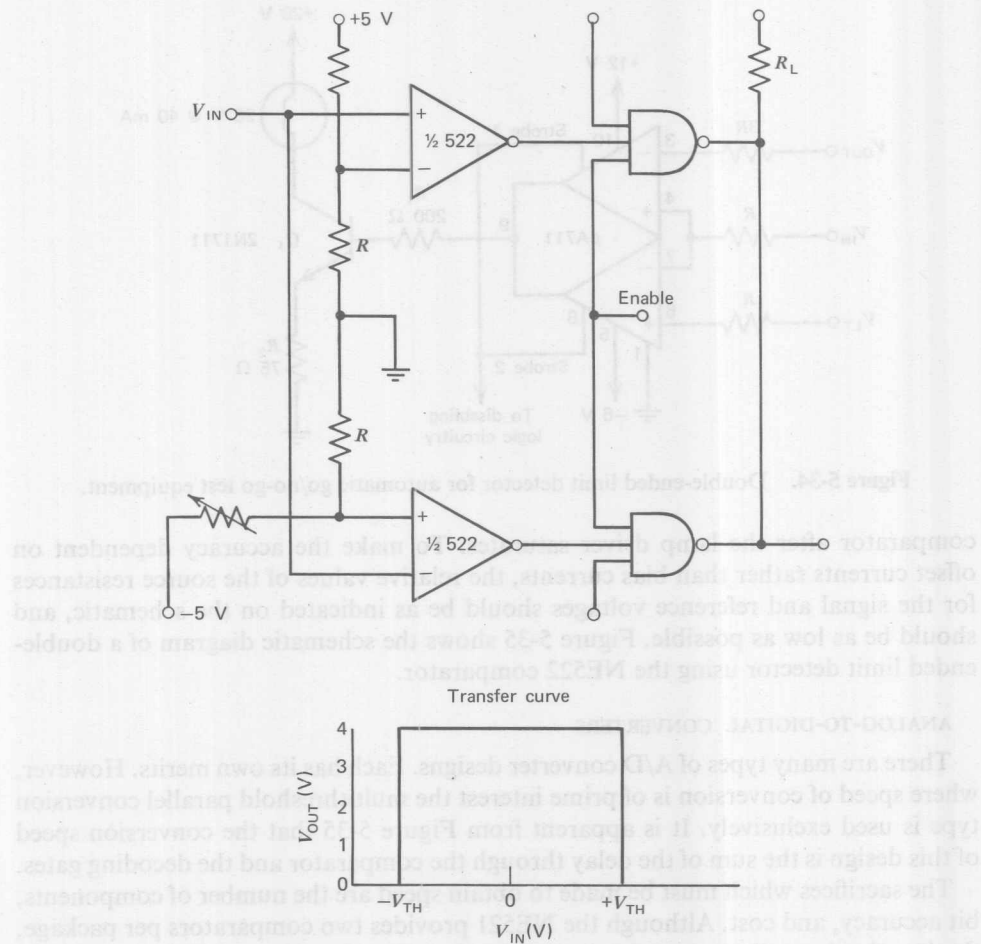 +5 V
R_L
V_IN
+
½ 522
−
R
Enable
R
+
½ 522
−
−5 V
Figure 5-34. Double-ended limit detector for automatic go/no-go test equipment.
comparator after the lamp driver saturates. To make the accuracy dependent on
offset currents rather than bias currents, the relative values of the source resistances
for the signal and reference voltages should be as indicated on the schematic, and
should be as low as possible. Figure 5-35 shows the schematic diagram of a double-
ended limit detector using the NE522 comparator.
Transfer curve
4
3
2
1
0
V_OUT (V)
−V_TH
0
+V_TH
V_IN (V)
ANALOG-TO-DIGITAL CONVERTERS
There are many types of A/D converter designs. Each has its own merits. However,
where speed of conversion is of prime interest the multithreshold parallel conversion
type is used exclusively. It is apparent from Figure 5-35 that the conversion speed
of this design is the sum of the delay through the comparator and the decoding gates.
The sacrifices which must be made to obtain speed are the number of components,
bit accuracy, and cost. Although the NE521 provides two comparators per package,